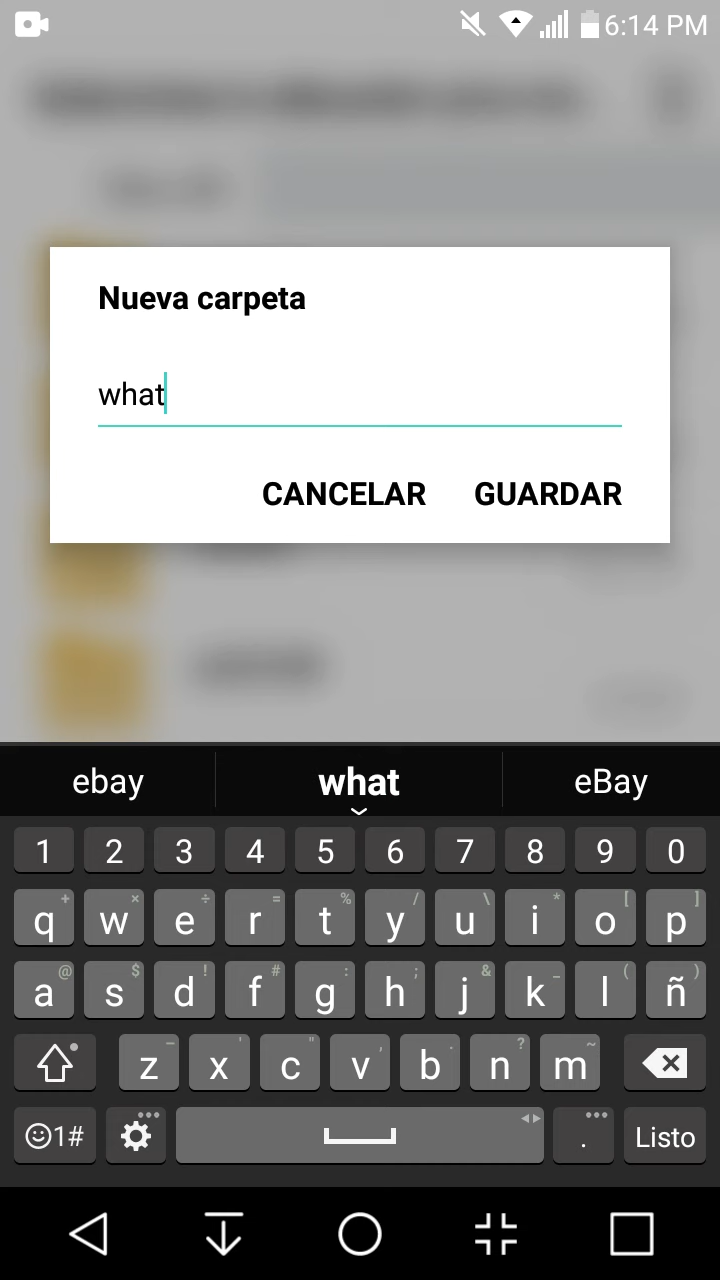 6:14 PM
Nueva carpeta
what
CANCELAR GUARDAR
ebay what eBay
1 2 3 4 5 6 7 8 9 0
+ × ÷ = % / \ * [ ]
q w e r t y u i o p
@ $ ! # : ; & _ ( )
a s d f g h j k l ñ
- ' " , . ? ~
z x c v b n m
1# . Listo